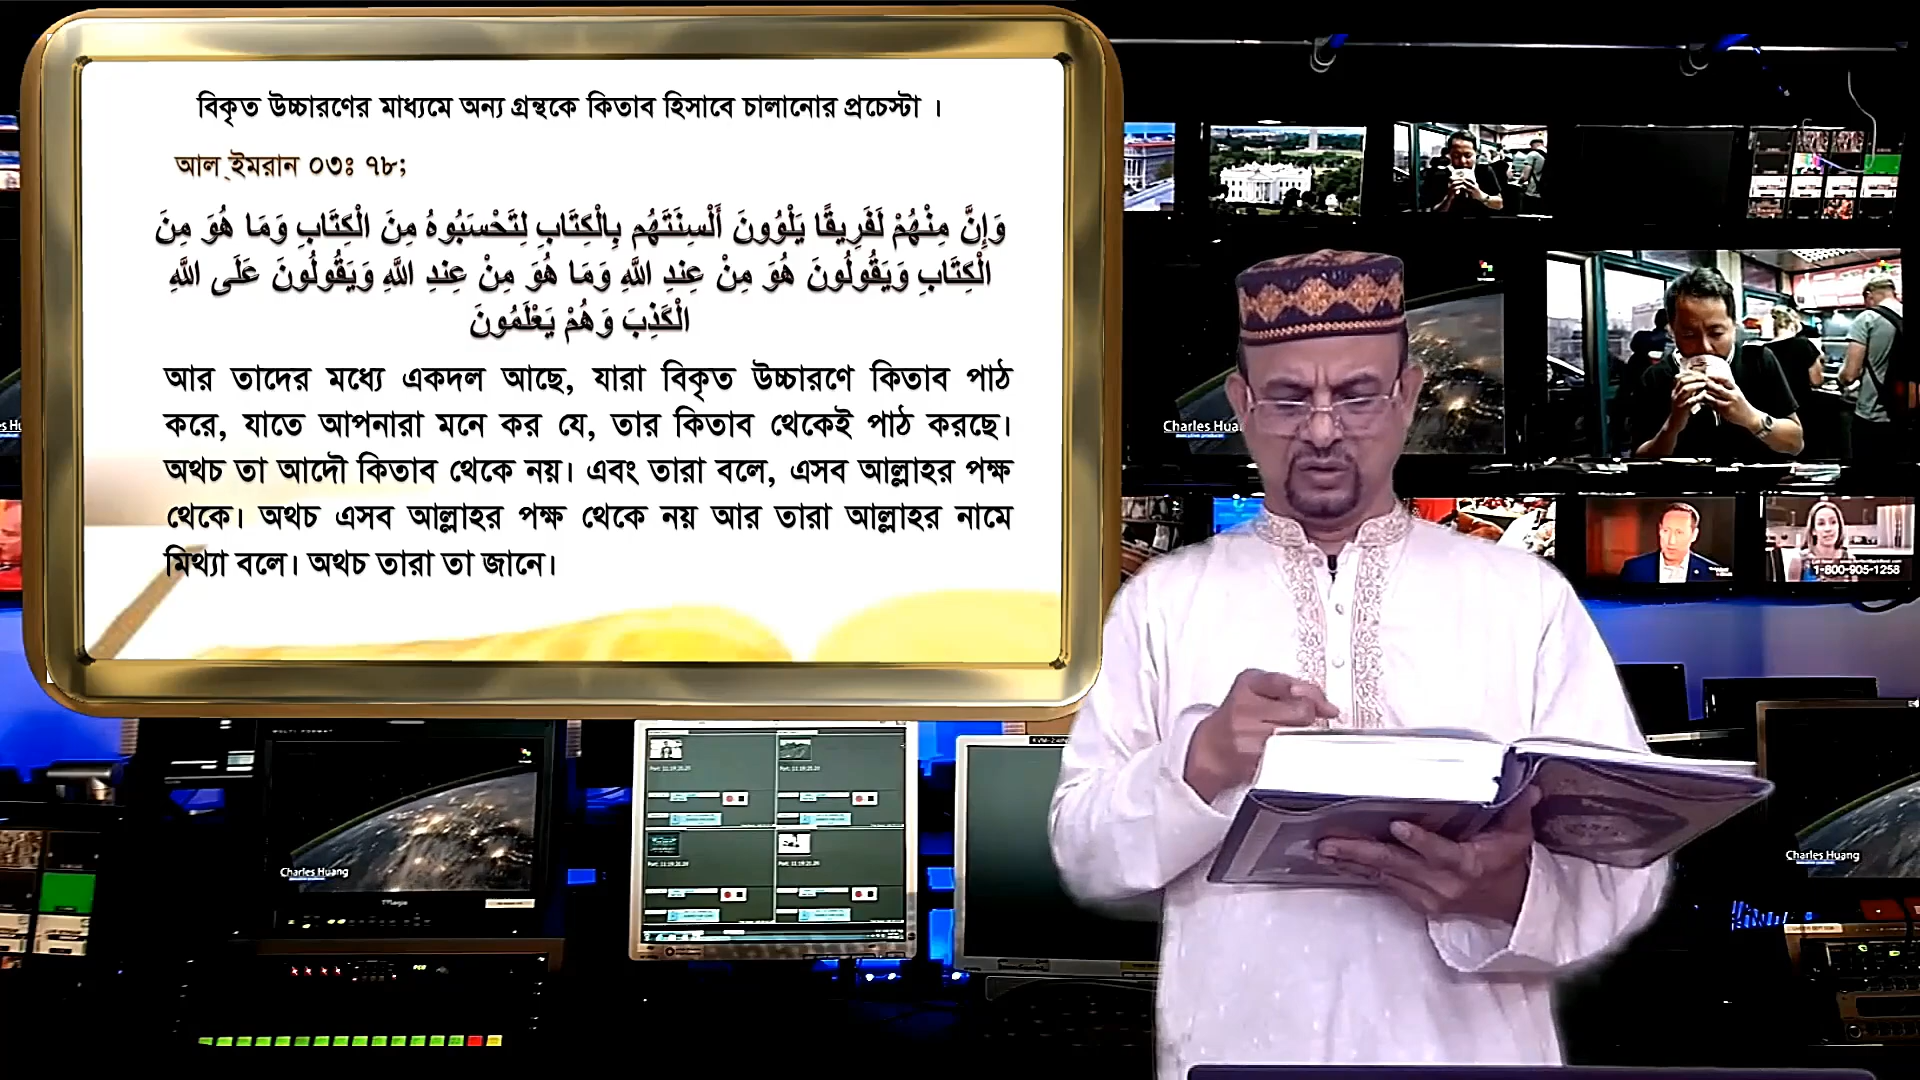 বিকৃত উচ্চারণের মাধ্যমে অন্য গ্রন্থকে কিতাব হিসাবে চালানোর প্রচেস্টা ।
আল্ ইমরান ০৩ঃ ৭৮;
وَإِنَّ مِنْهُمْ لَفَرِيقًا يَلْوُونَ أَلْسِنَتَهُم بِالْكِتَابِ لِتَحْسَبُوهُ مِنَ الْكِتَابِ وَمَا هُوَ مِنَ
الْكِتَابِ وَيَقُولُونَ هُوَ مِنْ عِندِ اللَّهِ وَمَا هُوَ مِنْ عِندِ اللَّهِ وَيَقُولُونَ عَلَى اللَّهِ
الْكَذِبَ وَهُمْ يَعْلَمُونَ
আর তাদের মধ্যে একদল আছে, যারা বিকৃত উচ্চারণে কিতাব পাঠ
করে, যাতে আপনারা মনে কর যে, তার কিতাব থেকেই পাঠ করছে।
অথচ তা আদৌ কিতাব থেকে নয়। এবং তারা বলে, এসব আল্লাহর পক্ষ
থেকে। অথচ এসব আল্লাহর পক্ষ থেকে নয় আর তারা আল্লাহর নামে
মিথ্যা বলে। অথচ তারা তা জানে।
Charles Hua
1-800-905-1258
MULTI FORMAT
Charles Huang
Charles Huang